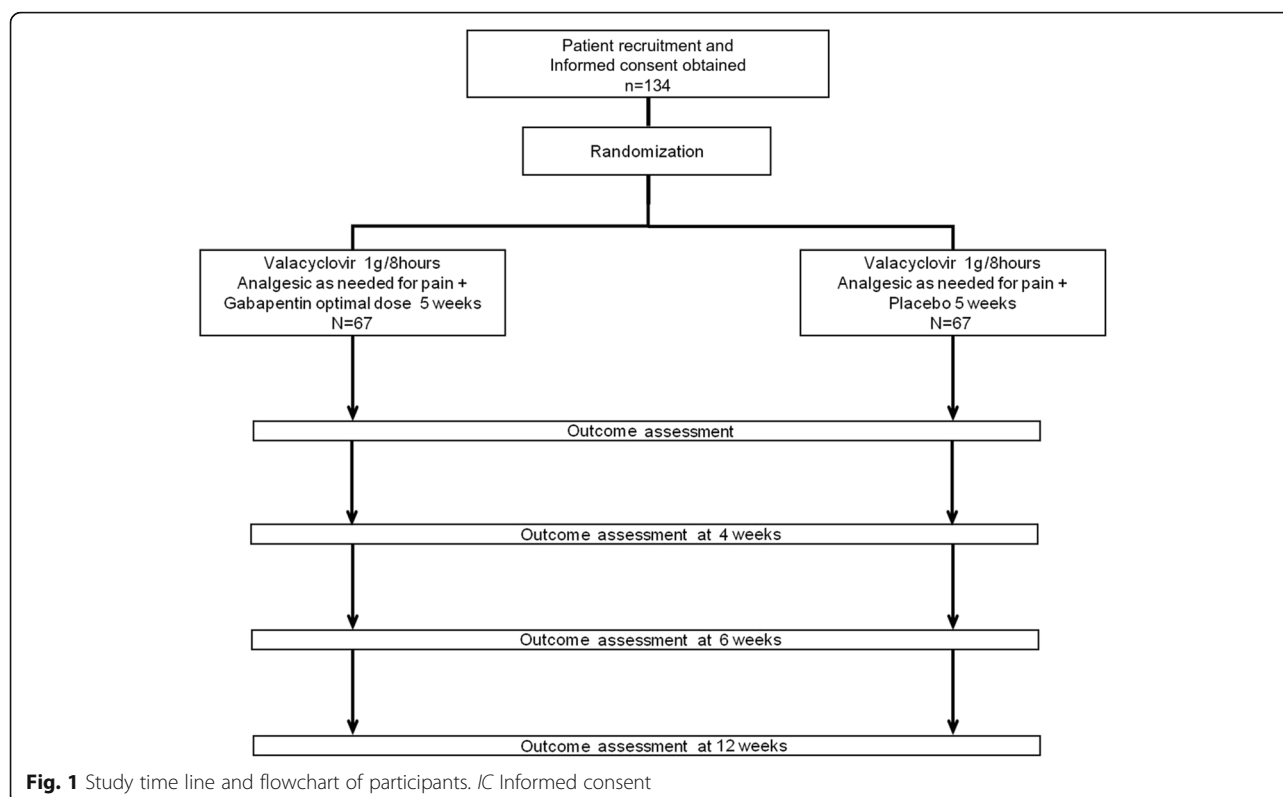 Patient recruitment and
Informed consent obtained
n=134
Randomization
Valacyclovir 1g/8hours
Analgesic as needed for pain +
Gabapentin optimal dose 5 weeks
N=67
Valacyclovir 1g/8hours
Analgesic as needed for pain +
Placebo 5 weeks
N=67
Outcome assessment
Outcome assessment at 4 weeks
Outcome assessment at 6 weeks
Outcome assessment at 12 weeks
Fig. 1 Study time line and flowchart of participants. IC Informed consent